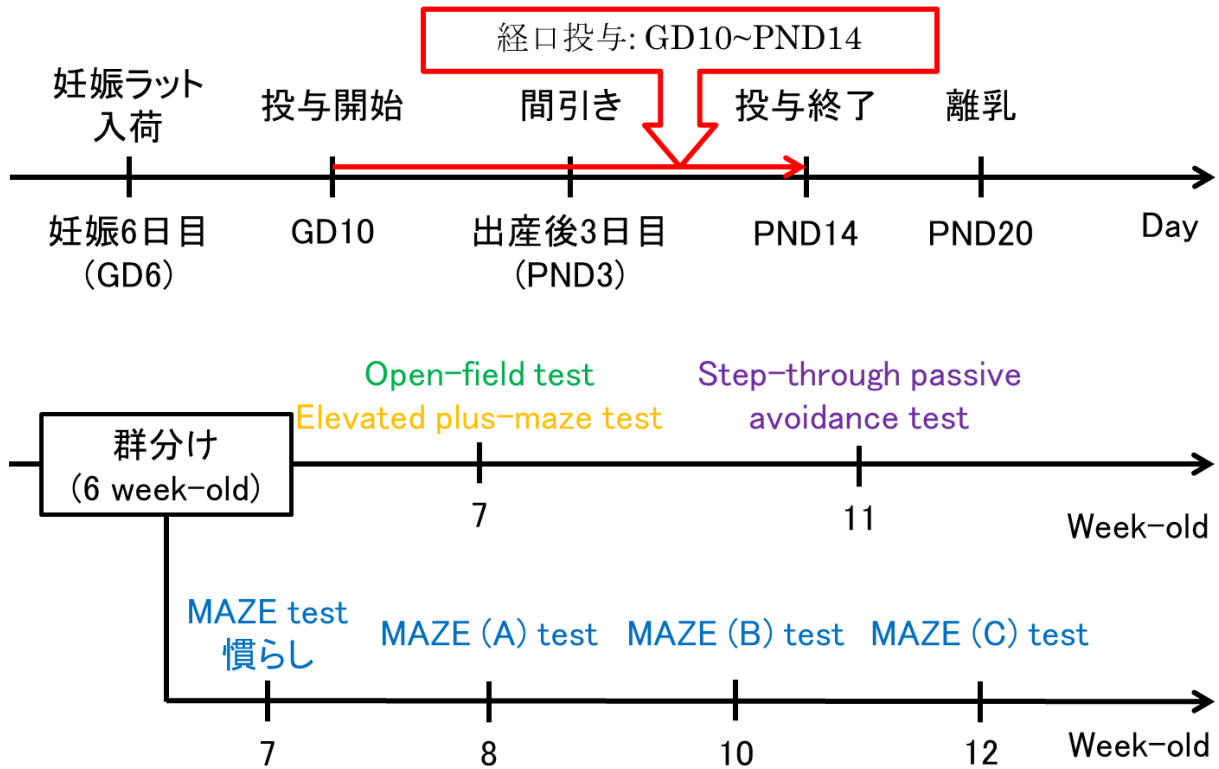 経口投与: GD10~PND14
妊娠ラット
入荷
投与開始
間引き
投与終了
離乳
妊娠6日目
(GD6)
GD10
出産後3日目
(PND3)
PND14
PND20
Day
Open-field test
Elevated plus-maze test
Step-through passive
avoidance test
群分け
(6 week-old)
7
11
Week-old
MAZE test
慣らし
MAZE (A) test
MAZE (B) test
MAZE (C) test
7
8
10
12
Week-old